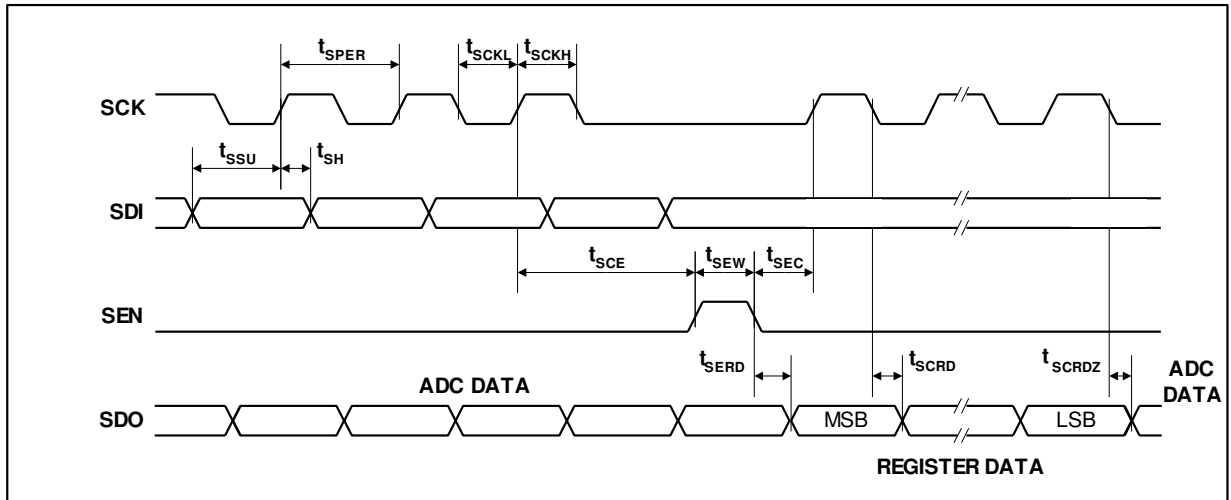 tSPER
tSCKL
tSCKH
SCK
tSSU
tSH
SDI
tSCE
tSEW
tSEC
SEN
tSERD
tSCRD
tSCRDZ
ADC DATA
ADC
DATA
SDO
MSB
LSB
REGISTER DATA